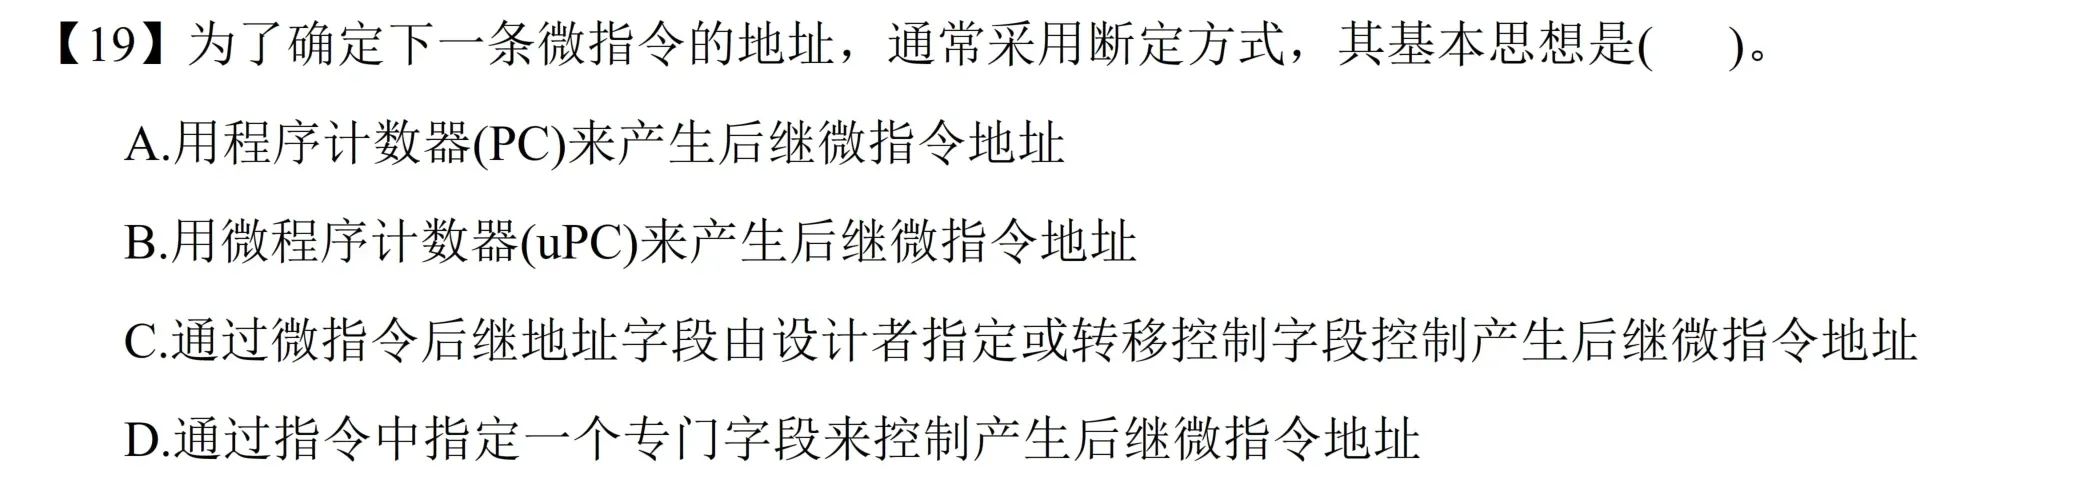 【19】为了确定下一条微指令的地址，通常采用断定方式，其基本思想是(   )。
A.用程序计数器(PC)来产生后继微指令地址
B.用微程序计数器(uPC)来产生后继微指令地址
C.通过微指令后继地址字段由设计者指定或转移控制字段控制产生后继微指令地址
D.通过指令中指定一个专门字段来控制产生后继微指令地址